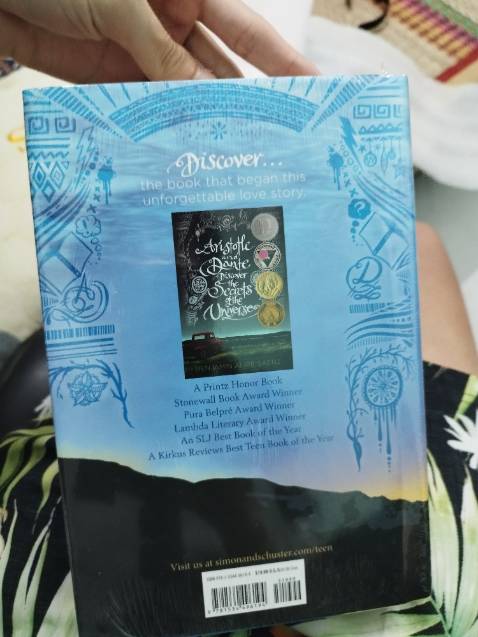 Discover...
the book that began this
unforgettable love story.
Aristotle
and
Dante
Discover
the
Secrets
of the
Universe
A Printz Honor Book
Stonewall Book Award Winner
Pura Belpré Award Winner
Lambda Literary Award Winner
An SLJ Best Book of the Year
A Kirkus Reviews Best Teen Book of the Year
Visit us at simonandschuster.com/teen